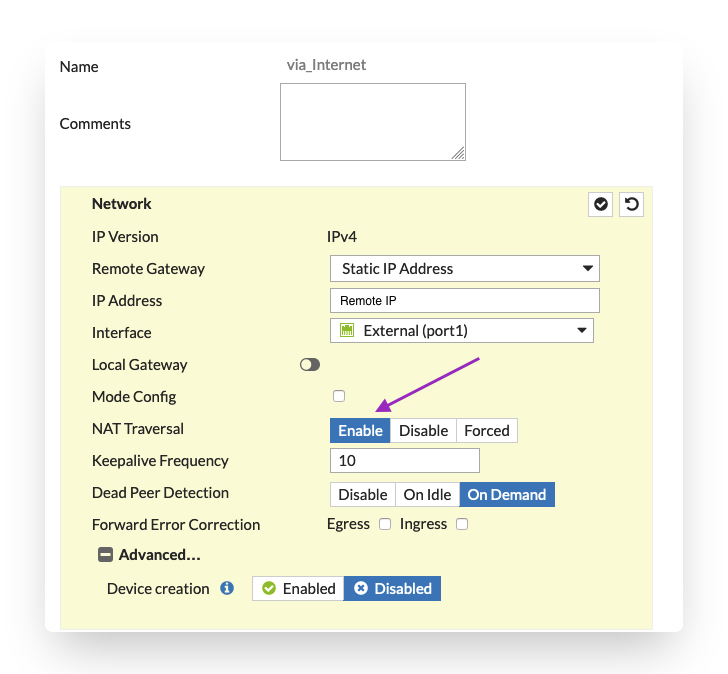 Name via_Internet
Comments
Network
IP Version IPv4
Remote Gateway Static IP Address
IP Address Remote IP
Interface External (port1)
Local Gateway
Mode Config
NAT Traversal Enable Disable Forced
Keepalive Frequency 10
Dead Peer Detection Disable On Idle On Demand
Forward Error Correction Egress Ingress
Advanced...
Device creation Enabled Disabled